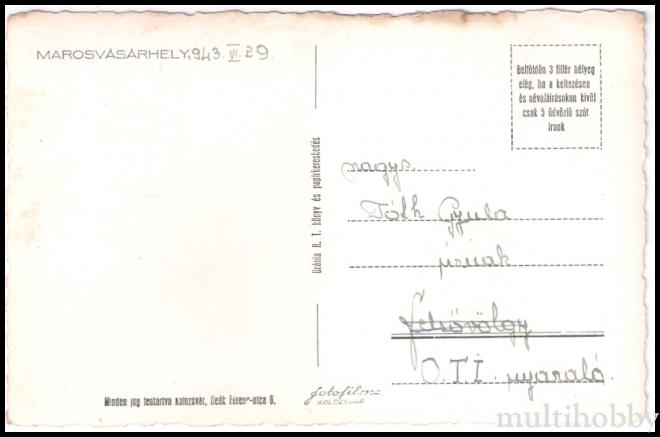 MAROSVÁSÁRHELY, 943 VI. 29.
Belföldön 3 fillér bélyeg
elég, ha a keltezésen
és névaláírásokon kívül
csak 5 üdvözlő szót
írunk
Uránia R. T. könyv és papírkereskedés
nagys.
Tóth Gyula
úrnak
Felsővölgy
O.T.I. nyaraló
Minden jog fentartva Kolozsvár, Deák Ferenc-utca 6.
fotofilm
KOLOZSVÁR
multihobby